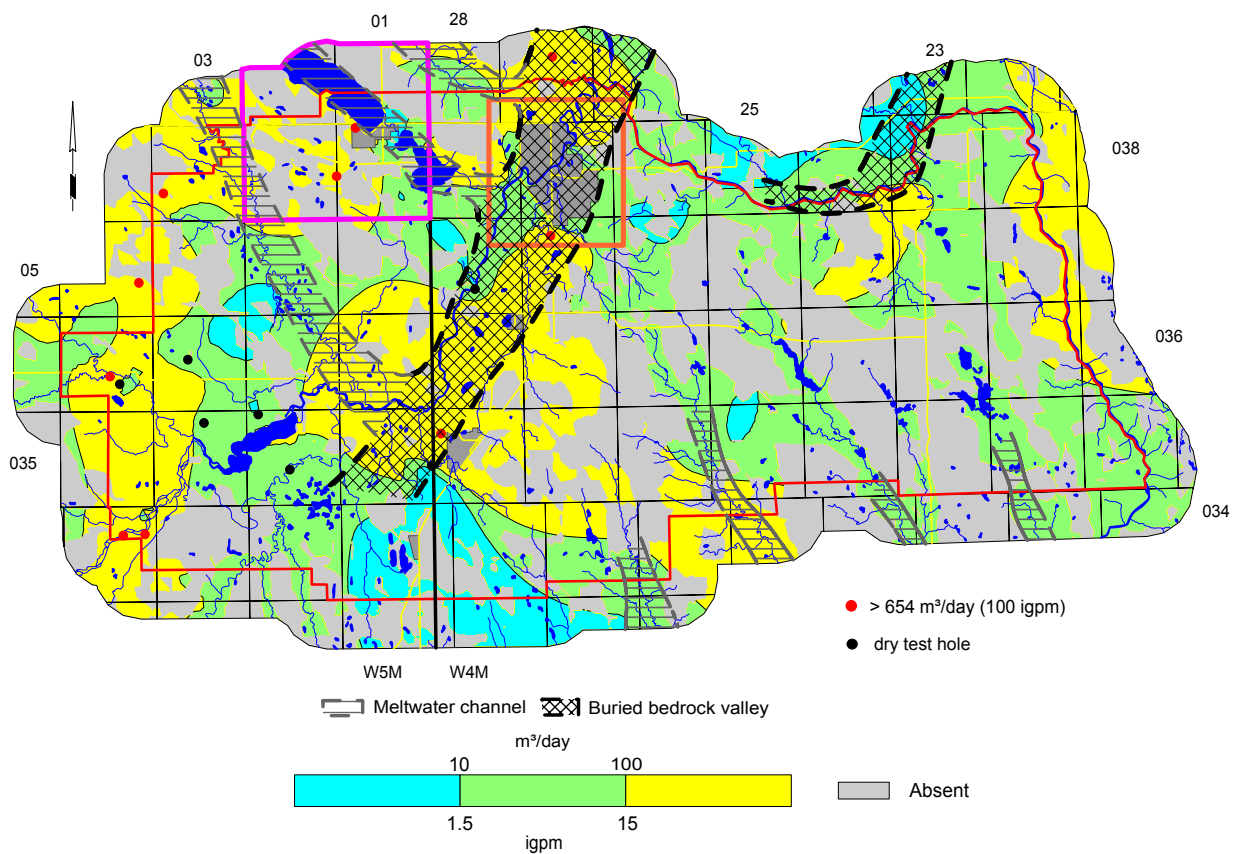 01
28
03
23
25
038
05
036
035
034
> 654 m³/day (100 igpm)
dry test hole
W5M
W4M
Meltwater channel
Buried bedrock valley
m³/day
10
100
Absent
1.5
15
igpm